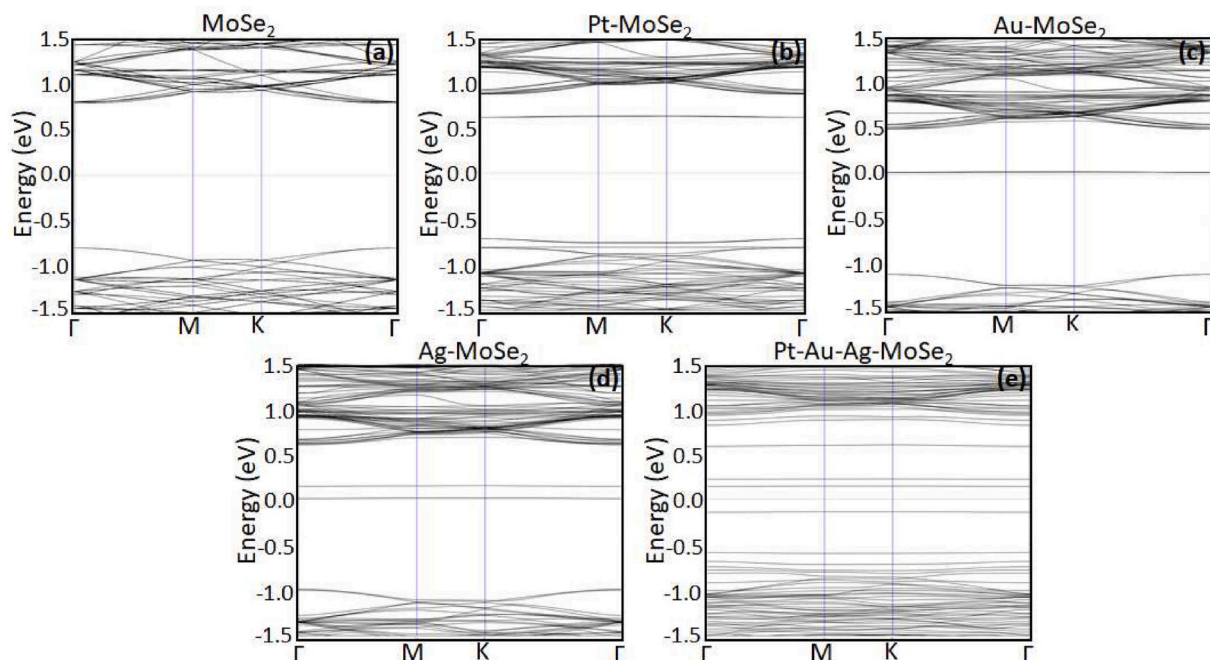 MoSe2
Pt-MoSe2
Au-MoSe2
(a)
(b)
(c)
Energy (eV)
1.5
1.0
0.5
0.0
-0.5
-1.0
-1.5
Γ M K Γ
Energy (eV)
1.5
1.0
0.5
0.0
-0.5
-1.0
-1.5
Γ M K Γ
Energy (eV)
1.5
1.0
0.5
0.0
-0.5
-1.0
-1.5
Γ M K Γ
Ag-MoSe2
Pt-Au-Ag-MoSe2
(d)
(e)
Energy (eV)
1.5
1.0
0.5
0.0
-0.5
-1.0
-1.5
Γ M K Γ
Energy (eV)
1.5
1.0
0.5
0.0
-0.5
-1.0
-1.5
Γ M K Γ